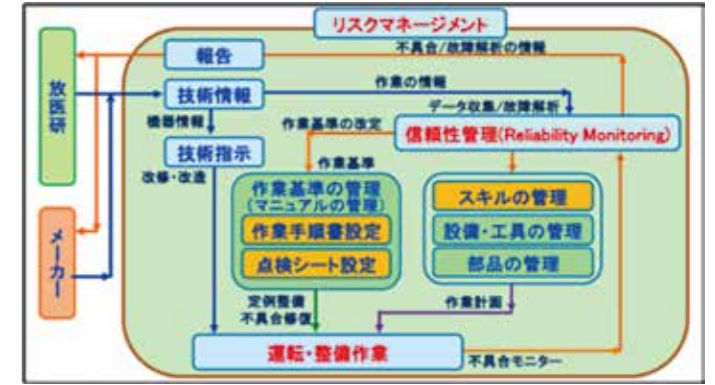 リスクマネージメント
不具合/故障解析の情報
報告
放医研
作業の情報
技術情報
データ収集/故障解析
機器情報
作業基準の改定
信頼性管理(Reliability Monitoring)
技術指示
作業基準
改修・改造
作業基準の管理
(マニュアルの管理)
スキルの管理
作業手順書設定
設備・工具の管理
メーカー
点検シート設定
部品の管理
定例整備
作業計画
不具合修復
運転・整備作業
不具合モニター